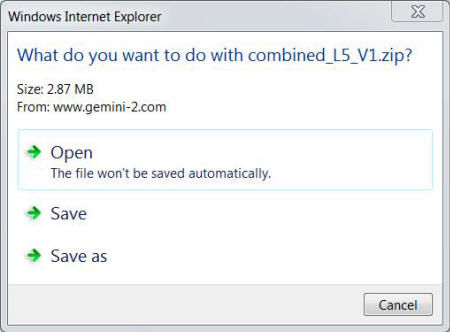 Windows Internet Explorer
What do you want to do with combined_L5_V1.zip?
Size: 2.87 MB
From: www.gemini-2.com
Open
The file won't be saved automatically.
Save
Save as
Cancel